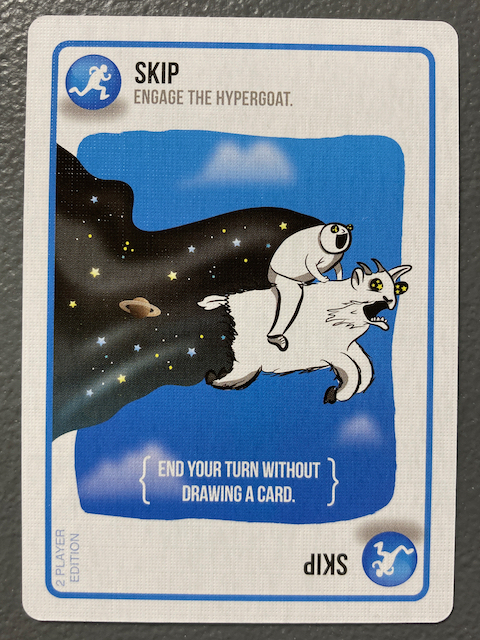 SKIP
ENGAGE THE HYPERGOAT.
END YOUR TURN WITHOUT
DRAWING A CARD.
2 PLAYER
EDITION
SKIP